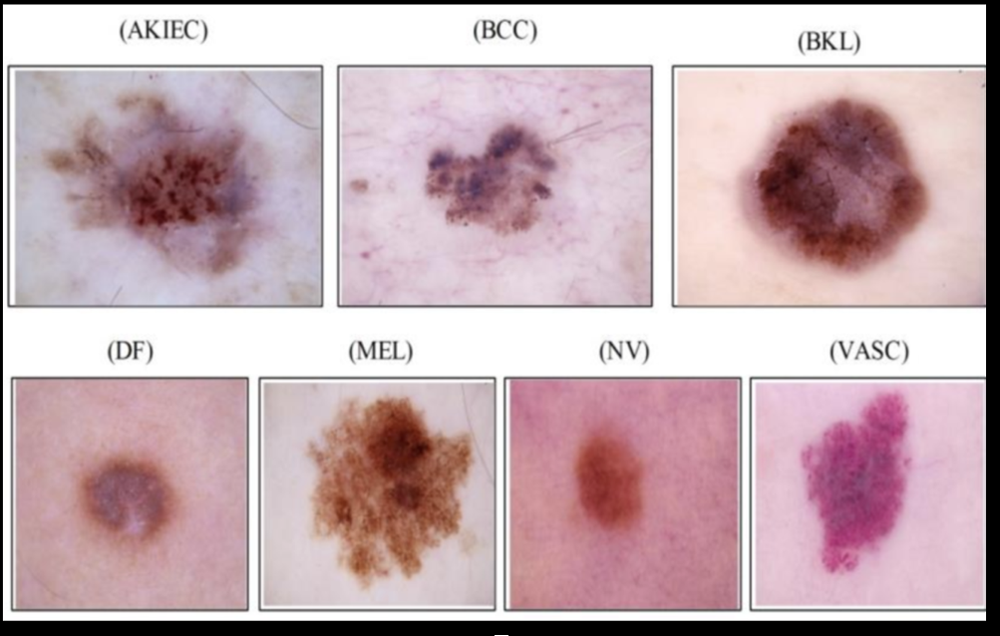 (AKIEC)
(BCC)
(BKL)
(DF)
(MEL)
(NV)
(VASC)